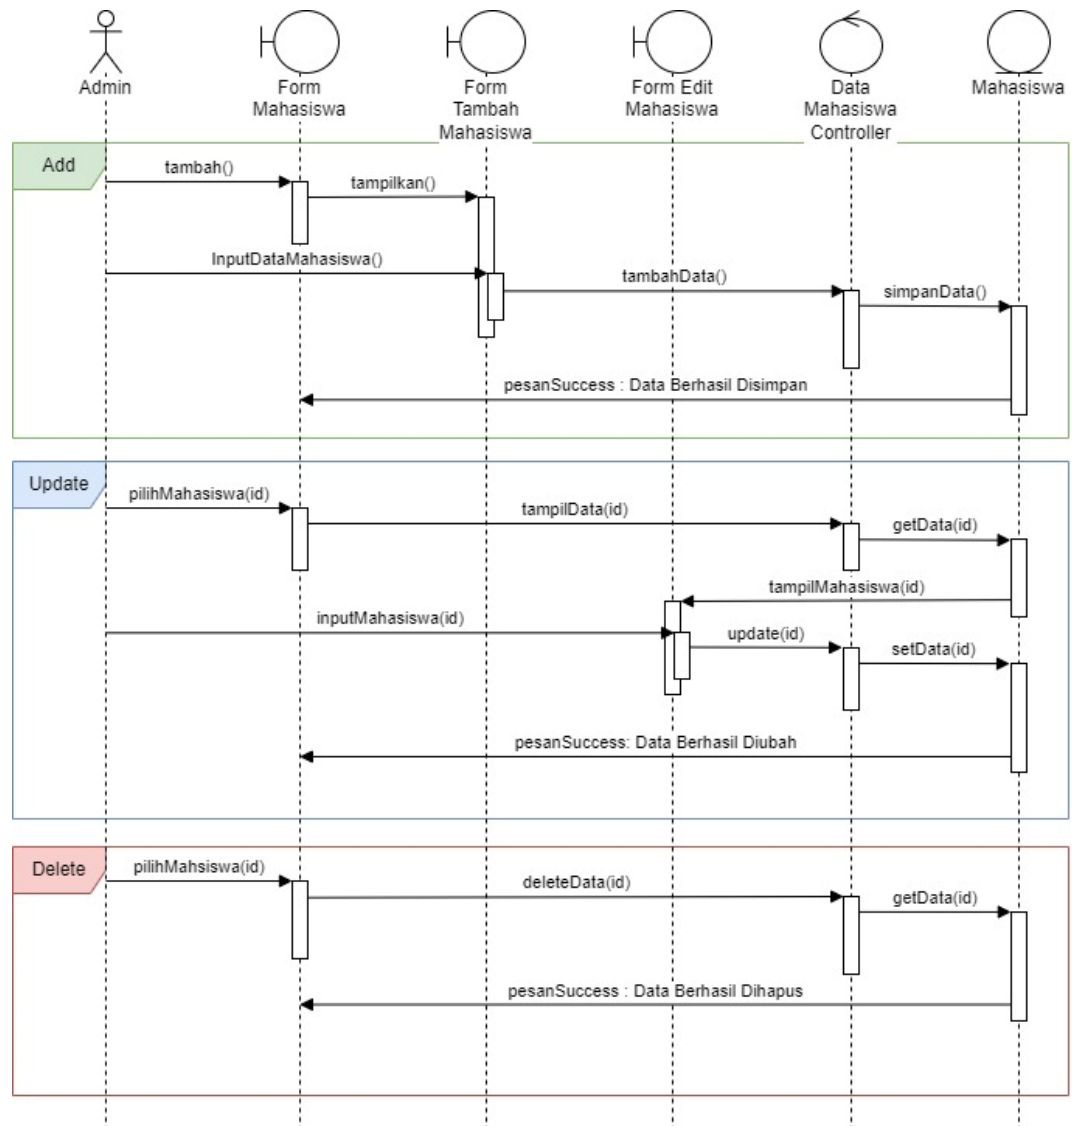 Admin
Form
Mahasiswa
Form
Tambah
Mahasiswa
Form Edit
Mahasiswa
Data
Mahasiswa
Controller
Mahasiswa
Add
tambah()
tampilkan()
InputDataMahasiswa()
tambahData()
simpanData()
pesanSuccess : Data Berhasil Disimpan
Update
pilihMahasiswa(id)
tampilData(id)
getData(id)
tampilMahasiswa(id)
inputMahasiswa(id)
update(id)
setData(id)
pesanSuccess: Data Berhasil Diubah
Delete
pilihMahsiswa(id)
deleteData(id)
getData(id)
pesanSuccess : Data Berhasil Dihapus